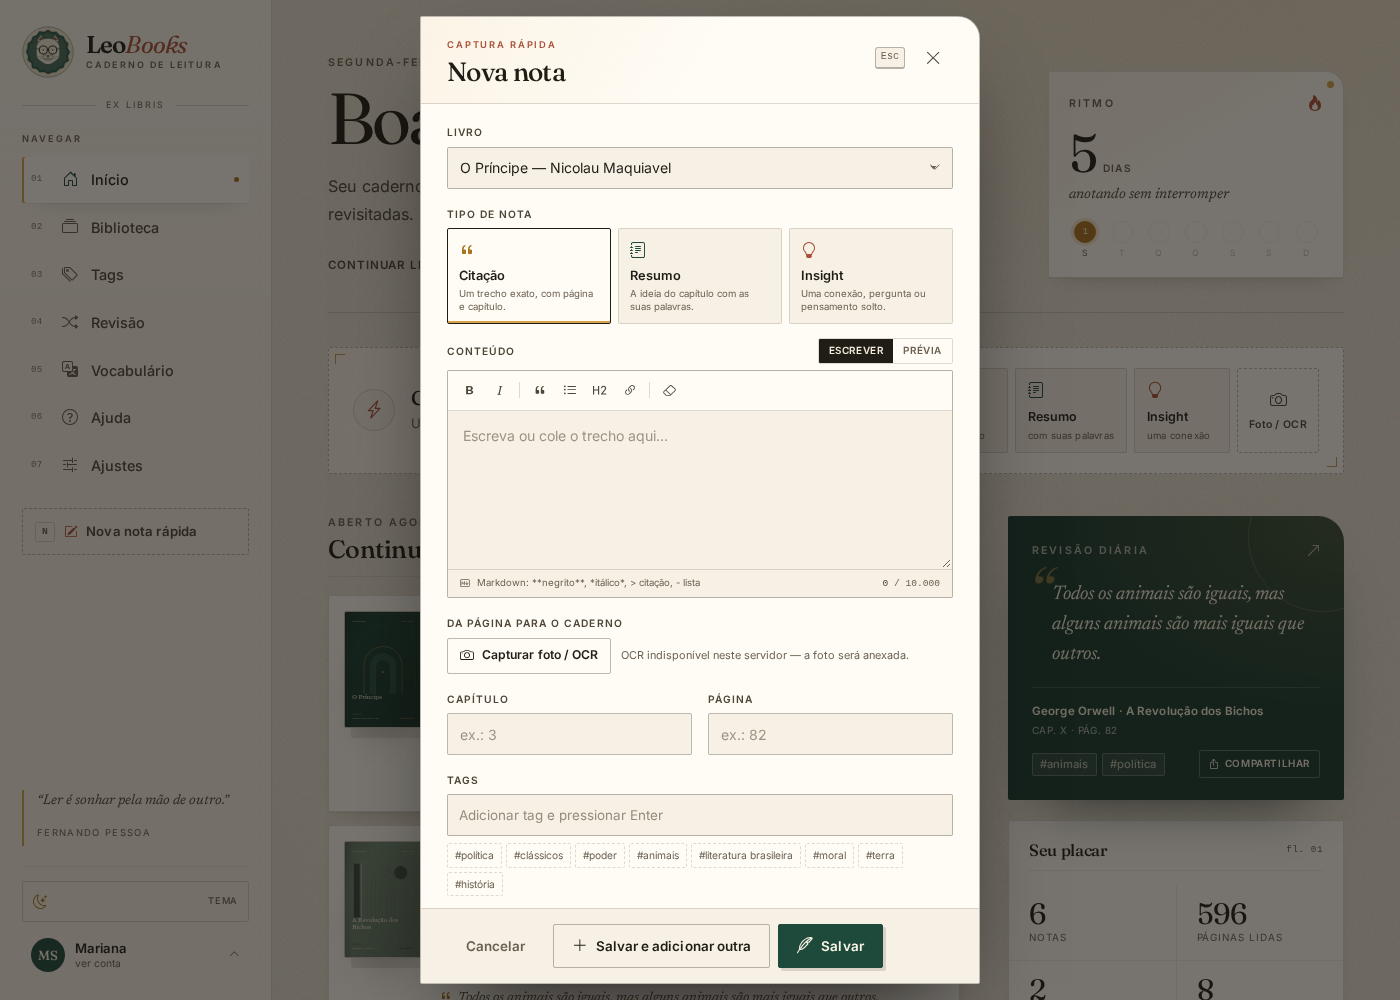 LeoBooks
CADERNO DE LEITURA
EX LIBRIS
NAVEGAR
01 Início
02 Biblioteca
03 Tags
04 Revisão
05 Vocabulário
06 Ajuda
07 Ajustes
N Nova nota rápida
“Ler é sonhar pela mão de outro.”
FERNANDO PESSOA
TEMA
MS Mariana
ver conta
SEGUNDA-FE
Boa
Seu caderno
revisitadas.
CONTINUAR L
ABERTO AGO
Continu
O Príncipe
A Revolução dos
Bichos
CAPTURA RÁPIDA
Nova nota
Esc
LIVRO
O Príncipe — Nicolau Maquiavel
TIPO DE NOTA
Citação
Um trecho exato, com página
e capítulo.
Resumo
A ideia do capítulo com as
suas palavras.
Insight
Uma conexão, pergunta ou
pensamento solto.
CONTEÚDO
ESCREVER PRÉVIA
B I “ H2
Escreva ou cole o trecho aqui...
Markdown: **negrito**, *itálico*, > citação, - lista
0 / 10.000
DA PÁGINA PARA O CADERNO
Capturar foto / OCR
OCR indisponível neste servidor — a foto será anexada.
CAPÍTULO
ex.: 3
PÁGINA
ex.: 82
TAGS
Adicionar tag e pressionar Enter
#política #clássicos #poder #animais #literatura brasileira #moral #terra
#história
Cancelar
Salvar e adicionar outra
Salvar
RITMO
5 DIAS
anotando sem interromper
1
S T Q Q S S D
Resumo
com suas palavras
Insight
uma conexão
Foto / OCR
REVISÃO DIÁRIA
“Todos os animais são iguais, mas
alguns animais são mais iguais que
outros.
George Orwell · A Revolução dos Bichos
CAP. X · PÁG. 82
#animais #política
COMPARTILHAR
Seu placar
fl. 01
6
NOTAS
596
PÁGINAS LIDAS
2
8
“ Todos os animais são iguais, mas alguns animais são mais iguais que outros.